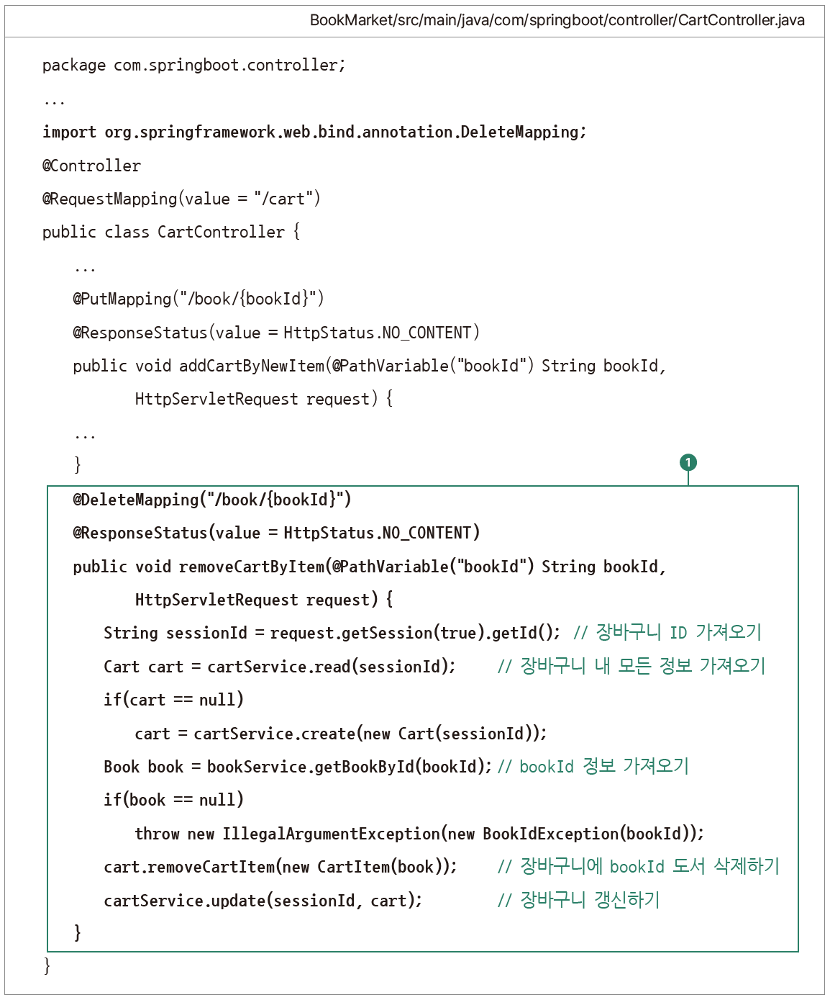 BookMarket/src/main/java/com/springboot/controller/CartController.java
package com.springboot.controller;
...
import org.springframework.web.bind.annotation.DeleteMapping;
@Controller
@RequestMapping(value = "/cart")
public class CartController {
...
@PutMapping("/book/{bookId}")
@ResponseStatus(value = HttpStatus.NO_CONTENT)
public void addCartByNewItem(@PathVariable("bookId") String bookId,
HttpServletRequest request) {
...
}
1
@DeleteMapping("/book/{bookId}")
@ResponseStatus(value = HttpStatus.NO_CONTENT)
public void removeCartByItem(@PathVariable("bookId") String bookId,
HttpServletRequest request) {
String sessionId = request.getSession(true).getId(); // 장바구니 ID 가져오기
Cart cart = cartService.read(sessionId); // 장바구니 내 모든 정보 가져오기
if(cart == null)
cart = cartService.create(new Cart(sessionId));
Book book = bookService.getBookById(bookId); // bookId 정보 가져오기
if(book == null)
throw new IllegalArgumentException(new BookIdException(bookId));
cart.removeCartItem(new CartItem(book)); // 장바구니에 bookId 도서 삭제하기
cartService.update(sessionId, cart); // 장바구니 갱신하기
}
}